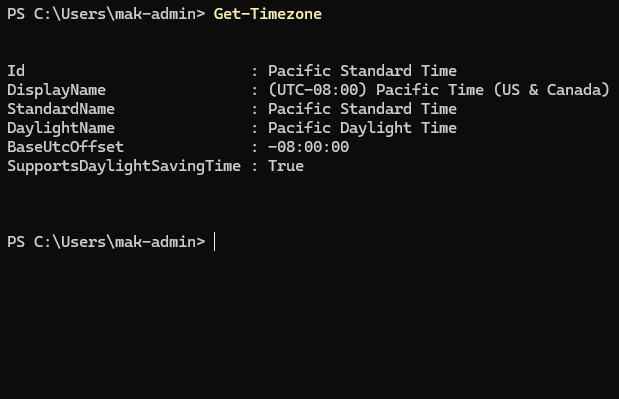 PS C:\Users\mak-admin> Get-Timezone
Id                         : Pacific Standard Time
DisplayName                : (UTC-08:00) Pacific Time (US & Canada)
StandardName               : Pacific Standard Time
DaylightName               : Pacific Daylight Time
BaseUtcOffset              : -08:00:00
SupportsDaylightSavingTime : True
PS C:\Users\mak-admin>